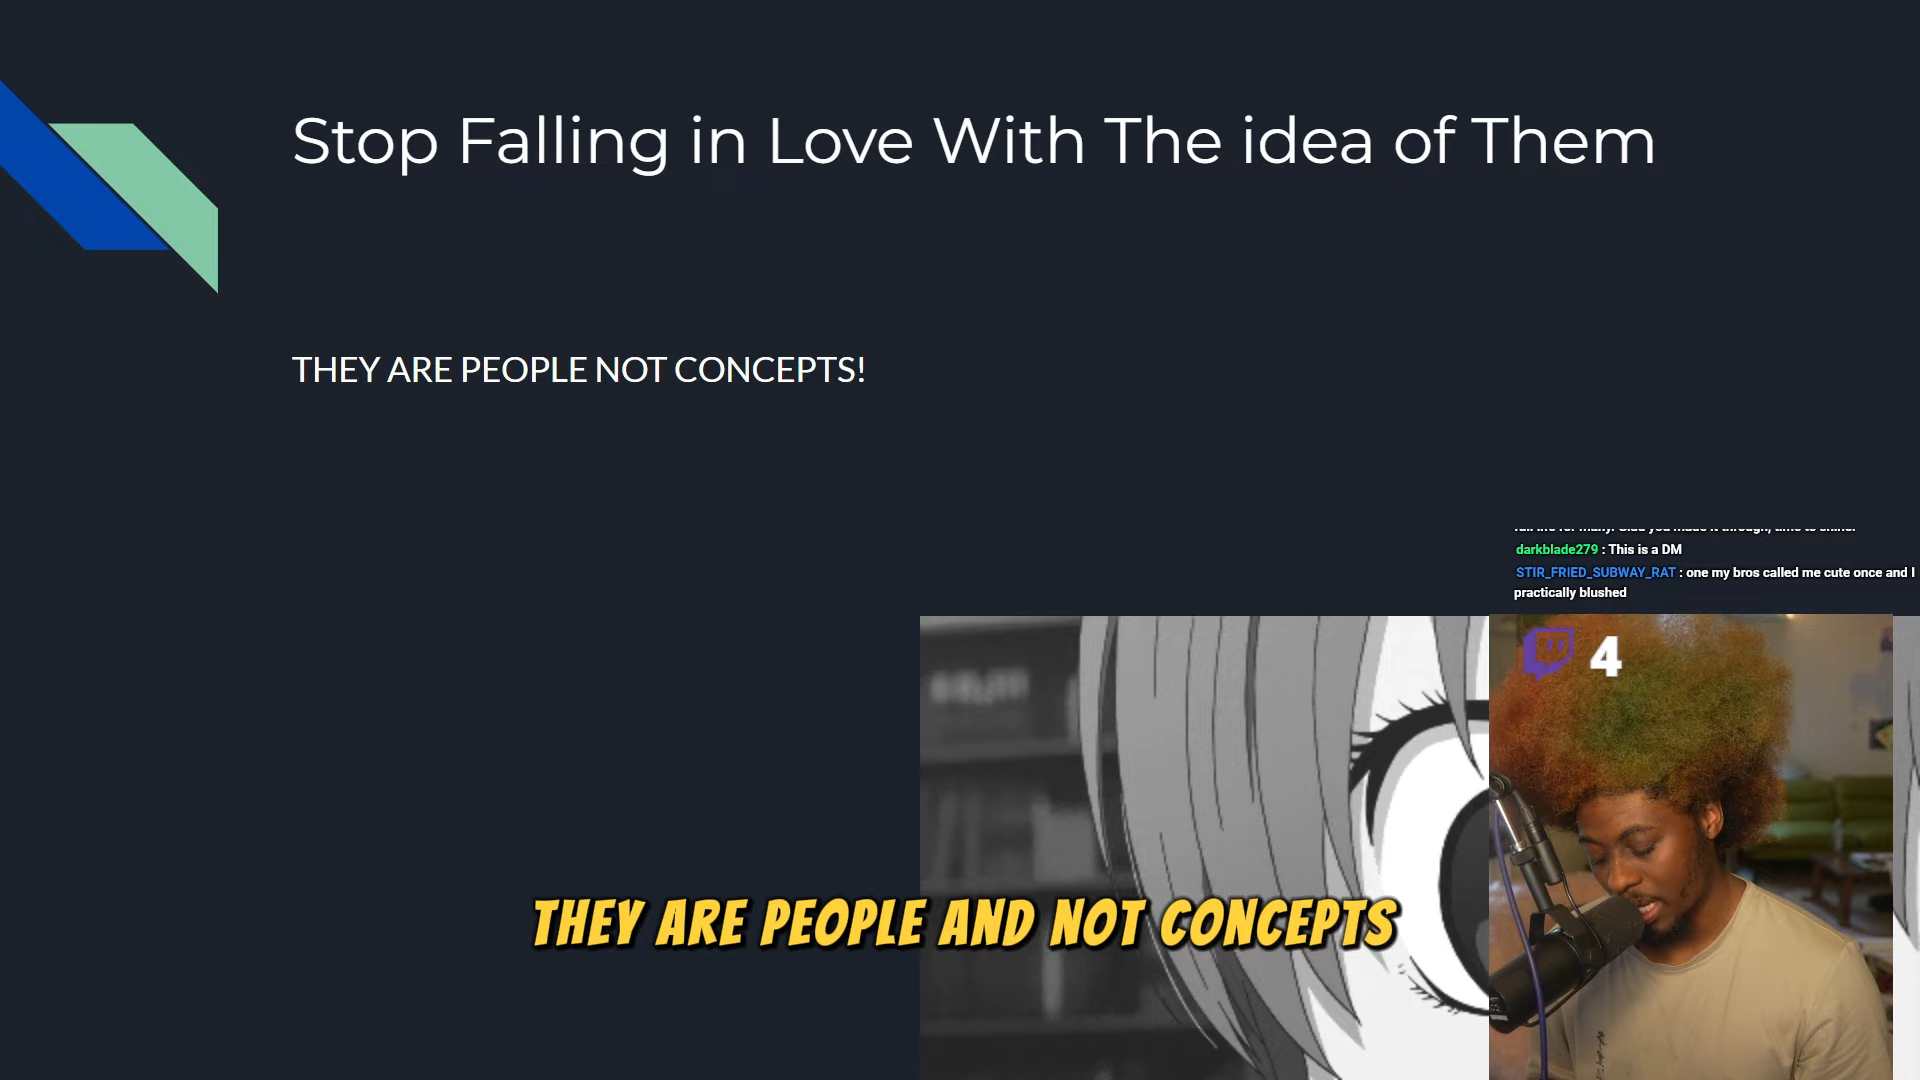 Stop Falling in Love With The idea of Them
THEY ARE PEOPLE NOT CONCEPTS!
darkblade279 : This is a DM
STIR_FRIED_SUBWAY_RAT : one my bros called me cute once and I
practically blushed
4
THEY ARE PEOPLE AND NOT CONCEPTS